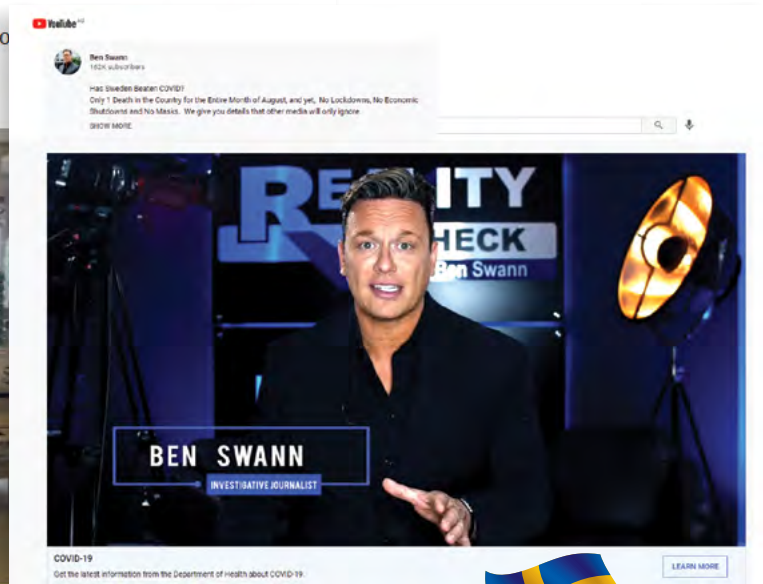 YouTube
Ben Swann
162K subscribers
Has Sweden Beaten COVID?
Only 1 Death in the Country for the Entire Month of August, and yet, No Lockdowns, No Economic
Shutdowns and No Masks. We give you details that other media will only ignore
SHOW MORE
REALITY
HECK
Ben Swann
BEN SWANN
INVESTIGATIVE JOURNALIST
COVID-19
Get the latest information from the Department of Health about COVID-19.
LEARN MORE